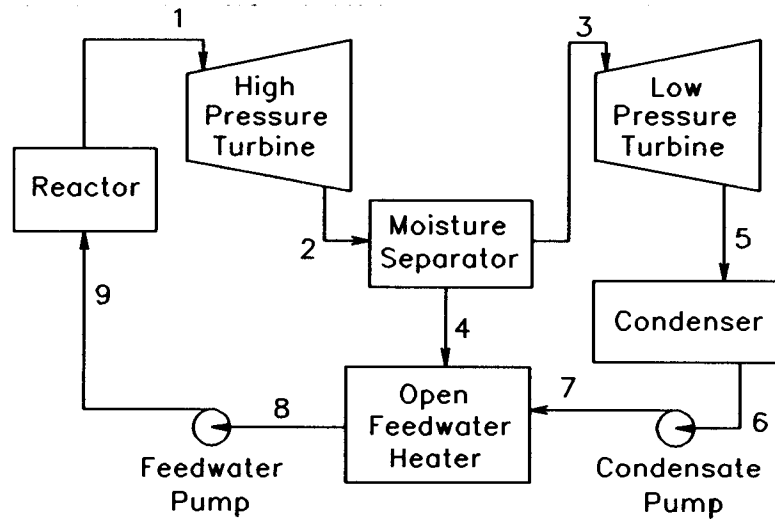 1
3
High
Pressure
Turbine
Low
Pressure
Turbine
Reactor
2
Moisture
Separator
5
9
4
Condenser
Open
Feedwater
Heater
7
8
6
Feedwater
Pump
Condensate
Pump